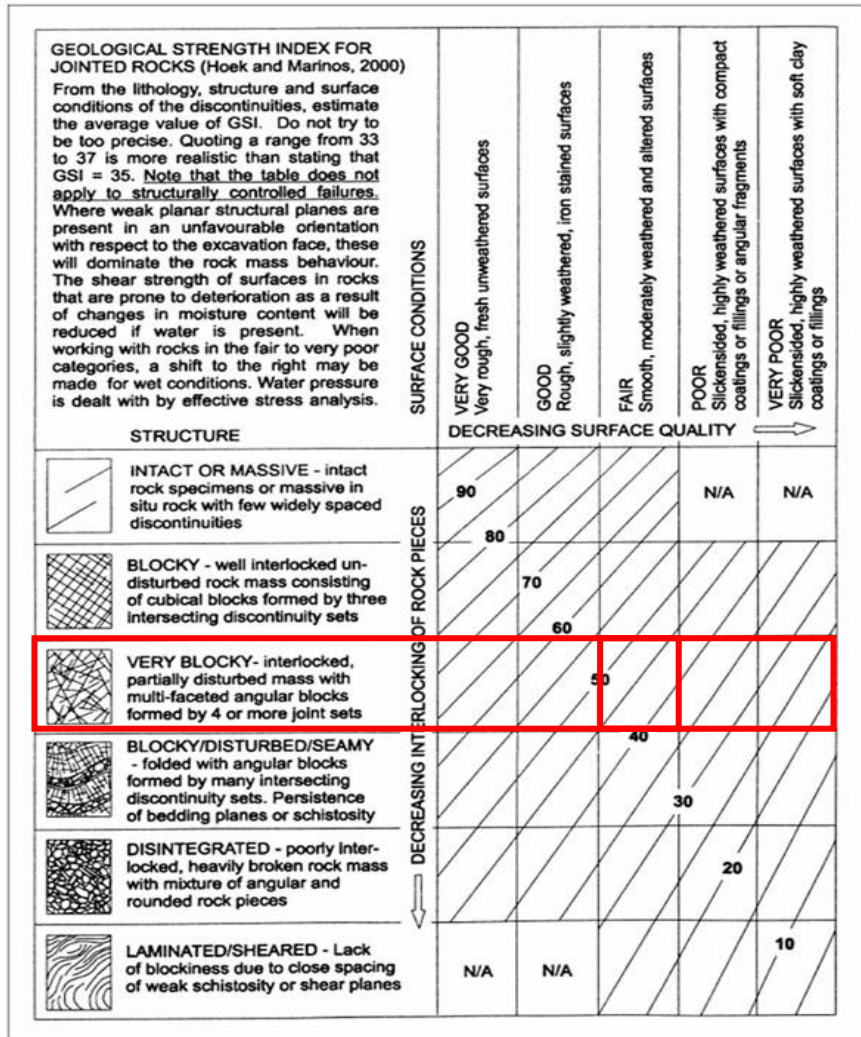 GEOLOGICAL STRENGTH INDEX FOR
JOINTED ROCKS (Hoek and Marinos, 2000)
From the lithology, structure and surface
conditions of the discontinuities, estimate
the average value of GSI. Do not try to
be too precise. Quoting a range from 33
to 37 is more realistic than stating that
GSI = 35. Note that the table does not
apply to structurally controlled failures.
Where weak planar structural planes are
present in an unfavourable orientation
with respect to the excavation face, these
will dominate the rock mass behaviour.
The shear strength of surfaces in rocks
that are prone to deterioration as a result
of changes in moisture content will be
reduced if water is present. When
working with rocks in the fair to very poor
categories, a shift to the right may be
made for wet conditions. Water pressure
is dealt with by effective stress analysis.
STRUCTURE
SURFACE CONDITIONS
VERY GOOD
Very rough, fresh unweathered surfaces
GOOD
Rough, slightly weathered, iron stained surfaces
FAIR
Smooth, moderately weathered and altered surfaces
POOR
Slickensided, highly weathered surfaces with compact
coatings or fillings or angular fragments
VERY POOR
Slickensided, highly weathered surfaces with soft clay
coatings or fillings
DECREASING SURFACE QUALITY
DECREASING INTERLOCKING OF ROCK PIECES
INTACT OR MASSIVE - intact
rock specimens or massive in
situ rock with few widely spaced
discontinuities
90
N/A
N/A
80
BLOCKY - well interlocked un-
disturbed rock mass consisting
of cubical blocks formed by three
intersecting discontinuity sets
70
60
VERY BLOCKY- interlocked,
partially disturbed mass with
multi-faceted angular blocks
formed by 4 or more joint sets
50
BLOCKY/DISTURBED/SEAMY
- folded with angular blocks
formed by many intersecting
discontinuity sets. Persistence
of bedding planes or schistosity
40
30
DISINTEGRATED - poorly inter-
locked, heavily broken rock mass
with mixture of angular and
rounded rock pieces
20
LAMINATED/SHEARED - Lack
of blockiness due to close spacing
of weak schistosity or shear planes
N/A
N/A
10